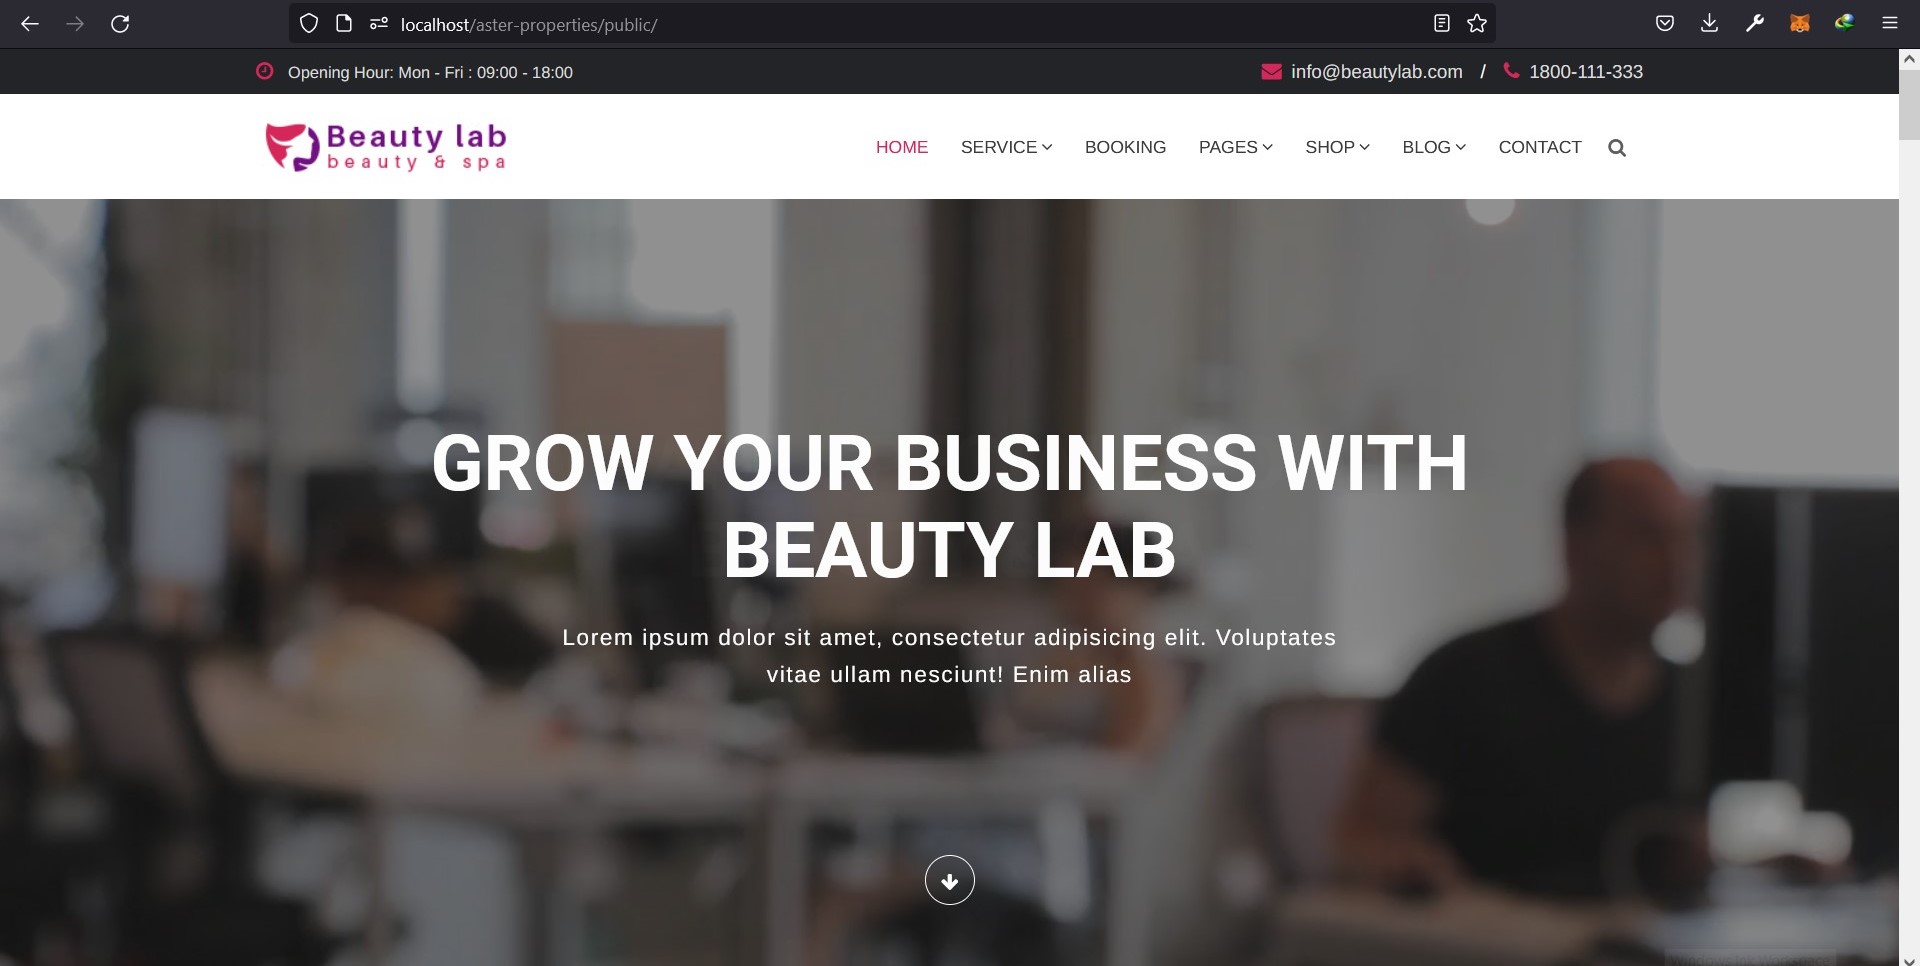 localhost/aster-properties/public/
Opening Hour: Mon - Fri : 09:00 - 18:00
info@beautylab.com / 1800-111-333
Beauty lab
beauty & spa
HOME SERVICE BOOKING PAGES SHOP BLOG CONTACT
GROW YOUR BUSINESS WITH
BEAUTY LAB
Lorem ipsum dolor sit amet, consectetur adipisicing elit. Voluptates
vitae ullam nesciunt! Enim alias